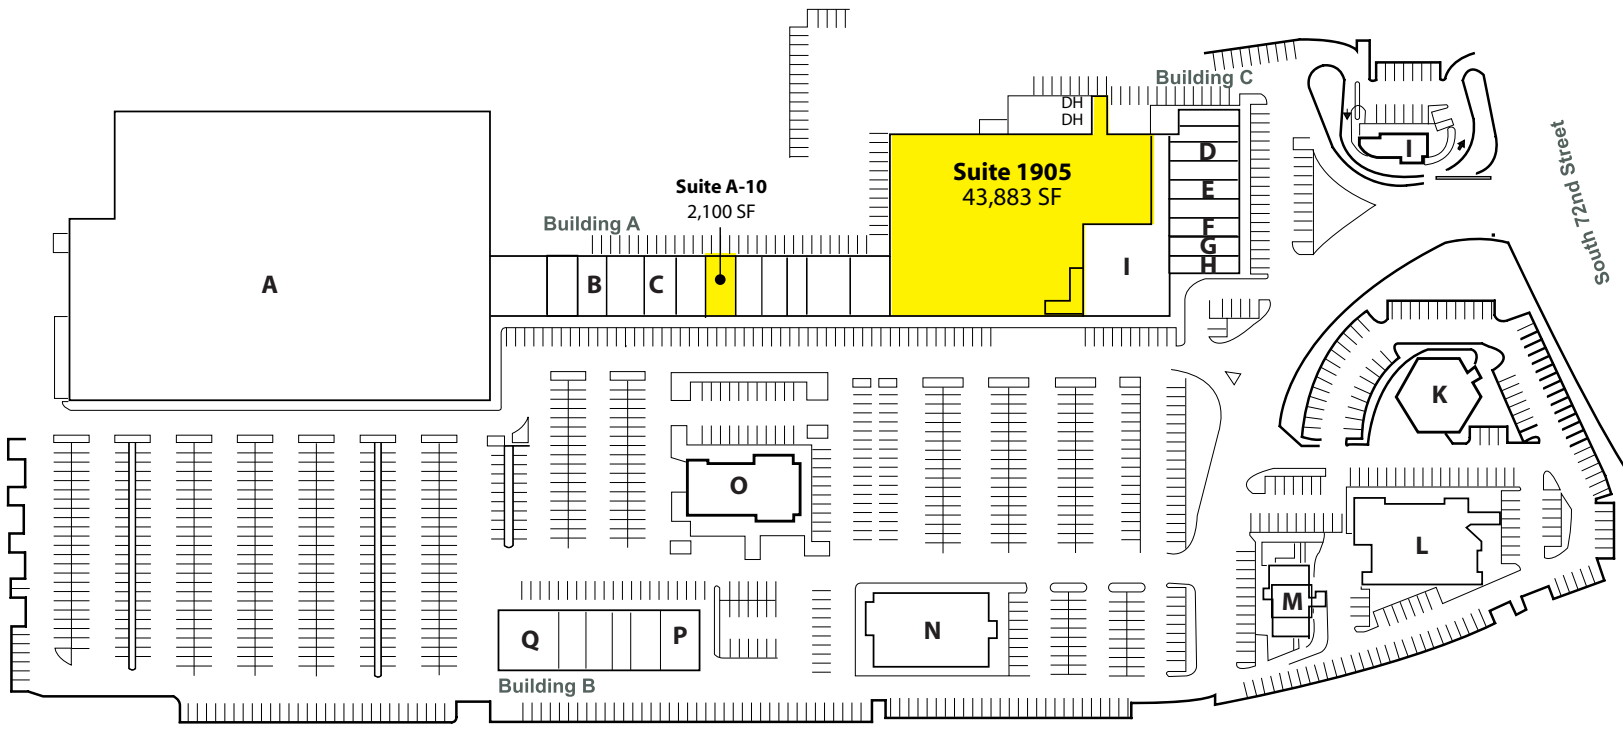 Building C
DH
DH
D
I
South 72nd Street
Suite 1905
43,883 SF
Suite A-10
2,100 SF
E
Building A
F
G
H
I
A
B
C
K
O
L
M
N
Q
P
Building B